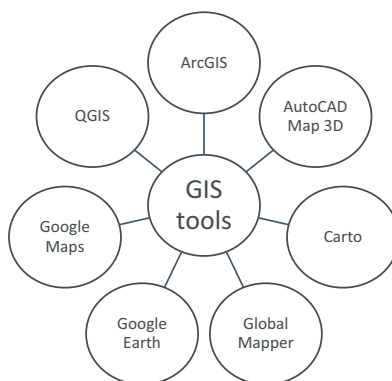 ArcGIS
AutoCAD
Map 3D
Carto
Global
Mapper
Google
Earth
Google
Maps
QGIS
GIS
tools